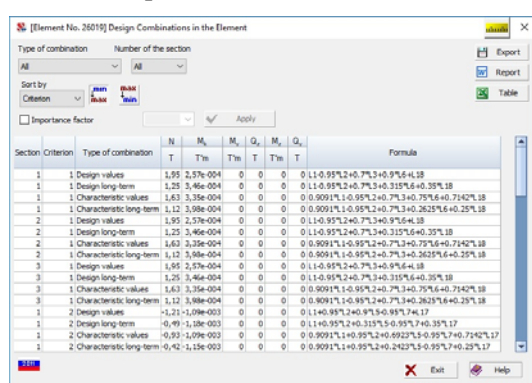 [Element No. 26019] Design Combinations in the Element
Type of combination Number of the section
All All
Export
Report
Table
Sort by
Criterion
min max
max min
Importance factor Apply
Section Criterion Type of combination N Mk My Qz Mz Qy Formula
T T*m T*m T T*m T
1 1 Design values 1,95 2,57e-004 0 0 0 0 L1-0.95*L2+0.7*L3+0.9*L6+L18
1 1 Design long-term 1,25 3,46e-004 0 0 0 0 L1-0.95*L2+0.7*L3+0.315*L6+0.35*L18
1 1 Characteristic values 1,63 3,35e-004 0 0 0 0 0.9091*L1-0.95*L2+0.7*L3+0.75*L6+0.7142*L18
1 1 Characteristic long-term 1,12 3,98e-004 0 0 0 0 0.9091*L1-0.95*L2+0.7*L3+0.2625*L6+0.25*L18
2 1 Design values 1,95 2,57e-004 0 0 0 0 L1-0.95*L2+0.7*L3+0.9*L6+L18
2 1 Design long-term 1,25 3,46e-004 0 0 0 0 L1-0.95*L2+0.7*L3+0.315*L6+0.35*L18
2 1 Characteristic values 1,63 3,35e-004 0 0 0 0 0.9091*L1-0.95*L2+0.7*L3+0.75*L6+0.7142*L18
2 1 Characteristic long-term 1,12 3,98e-004 0 0 0 0 0.9091*L1-0.95*L2+0.7*L3+0.2625*L6+0.25*L18
3 1 Design values 1,95 2,57e-004 0 0 0 0 L1-0.95*L2+0.7*L3+0.9*L6+L18
3 1 Design long-term 1,25 3,46e-004 0 0 0 0 L1-0.95*L2+0.7*L3+0.315*L6+0.35*L18
3 1 Characteristic values 1,63 3,35e-004 0 0 0 0 0.9091*L1-0.95*L2+0.7*L3+0.75*L6+0.7142*L18
3 1 Characteristic long-term 1,12 3,98e-004 0 0 0 0 0.9091*L1-0.95*L2+0.7*L3+0.2625*L6+0.25*L18
1 2 Design values -1,21 -1,09e-003 0 0 0 0 L1+0.95*L2+0.9*L5-0.95*L7+L17
1 2 Design long-term -0,49 -1,18e-003 0 0 0 0 L1+0.95*L2+0.315*L5-0.95*L7+0.35*L17
1 2 Characteristic values -0,93 -1,09e-003 0 0 0 0 0.9091*L1+0.95*L2+0.6923*L5-0.95*L7+0.7142*L17
1 2 Characteristic long-term -0,42 -1,15e-003 0 0 0 0 0.9091*L1+0.95*L2+0.2423*L5-0.95*L7+0.25*L17
Exit Help